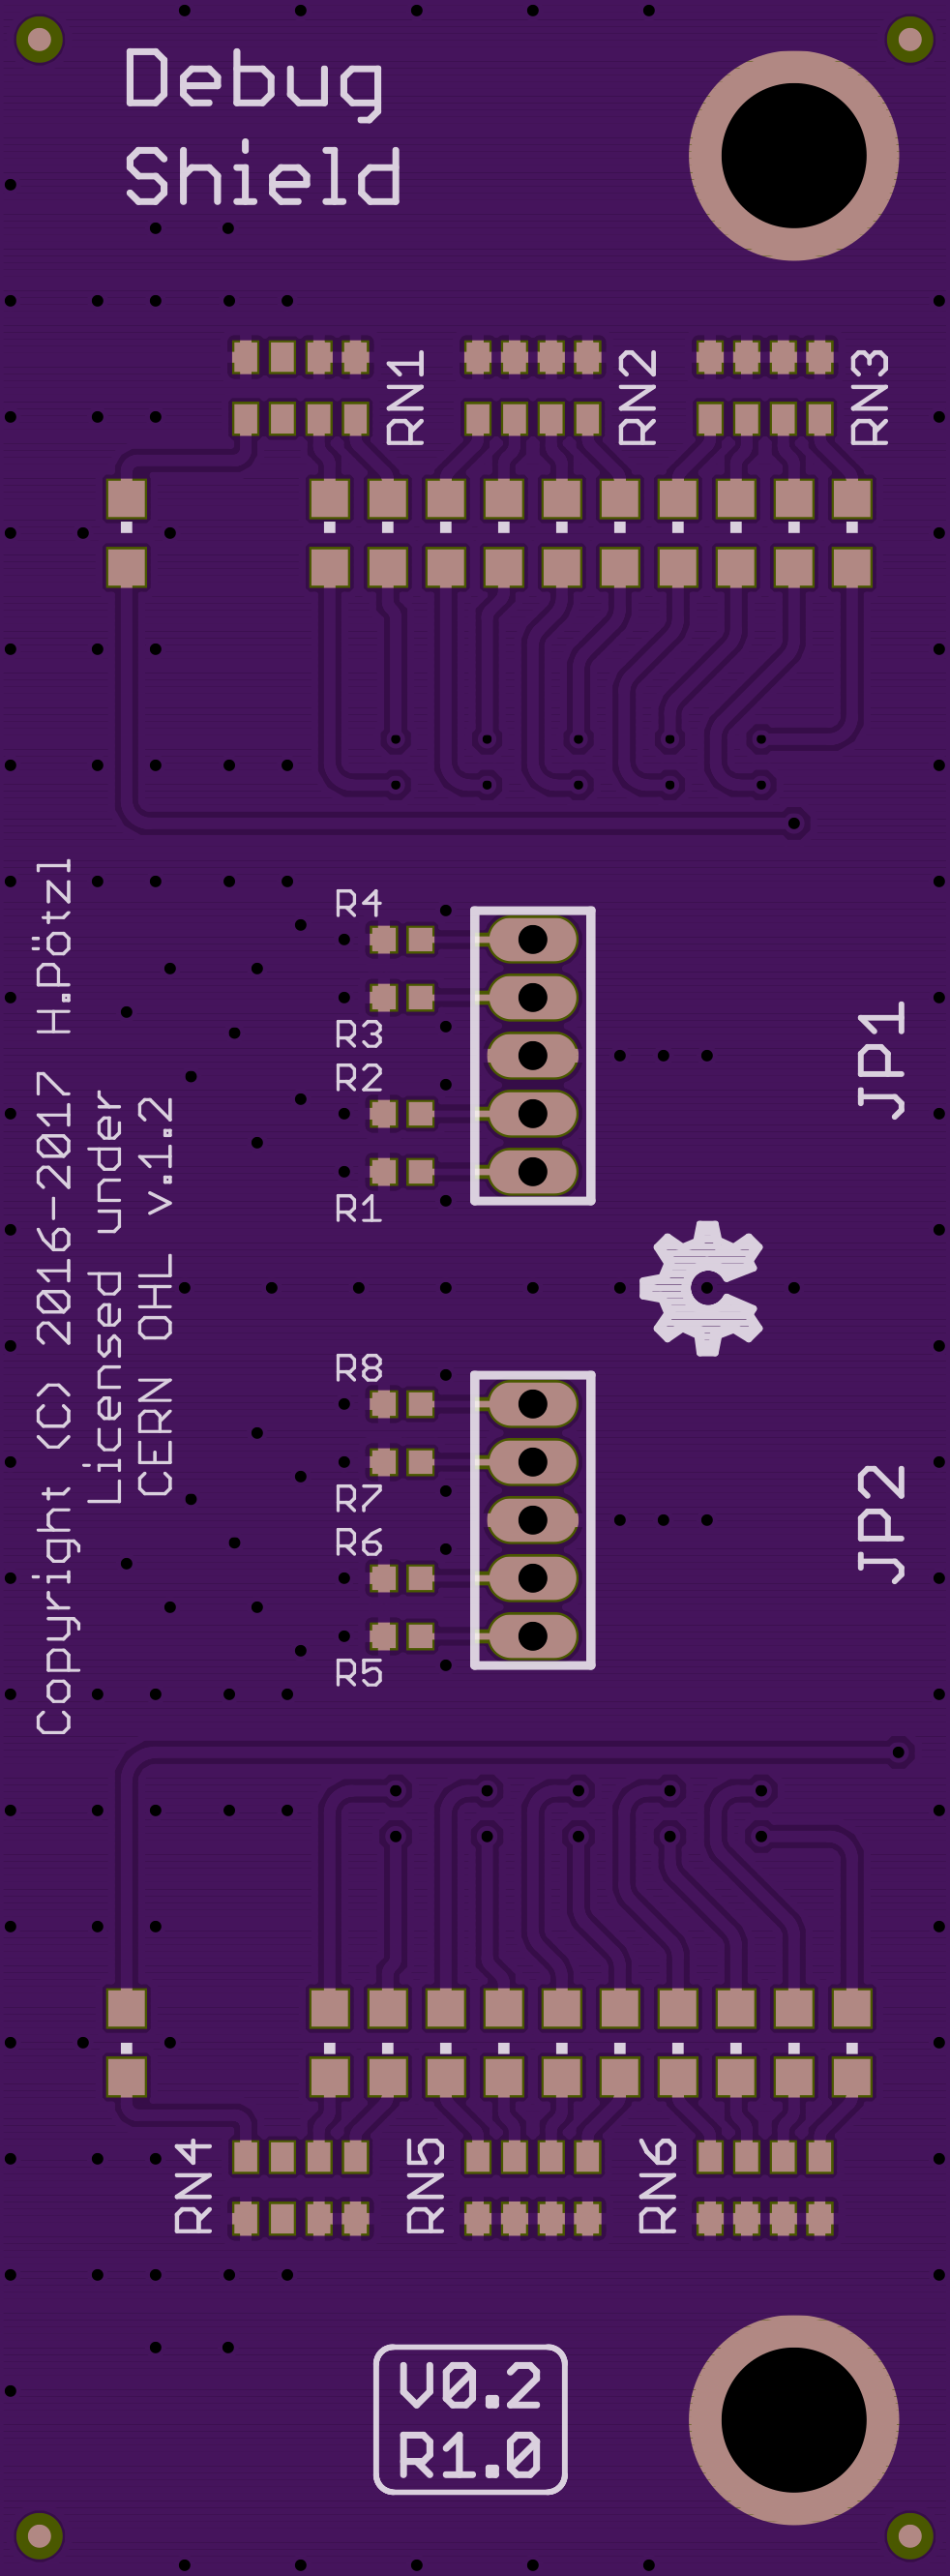 Debug
Shield
RN1
RN2
RN3
R4
R3
R2
R1
JP1
Copyright (C) 2016-2017 H.Pötzl
Licensed under
CERN OHL v.1.2
R8
R7
R6
R5
JP2
RN4
RN5
RN6
V0.2
R1.0